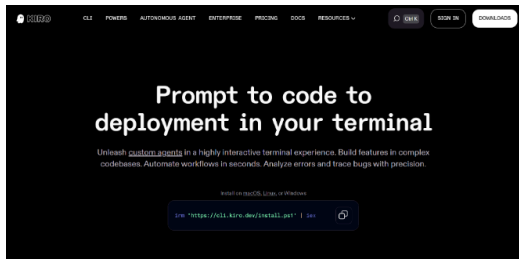 KIRO
CLI POWERS AUTONOMOUS AGENT ENTERPRISE PRICING DOCS RESOURCES Ctrl K SIGN IN DOWNLOADS
Prompt to code to
deployment in your terminal
Unleash custom agents in a highly interactive terminal experience. Build features in complex
codebases. Automate workflows in seconds. Analyze errors and trace bugs with precision.
Install on macOS, Linux, or Windows
irm 'https://cli.kiro.dev/install.ps1' | iex